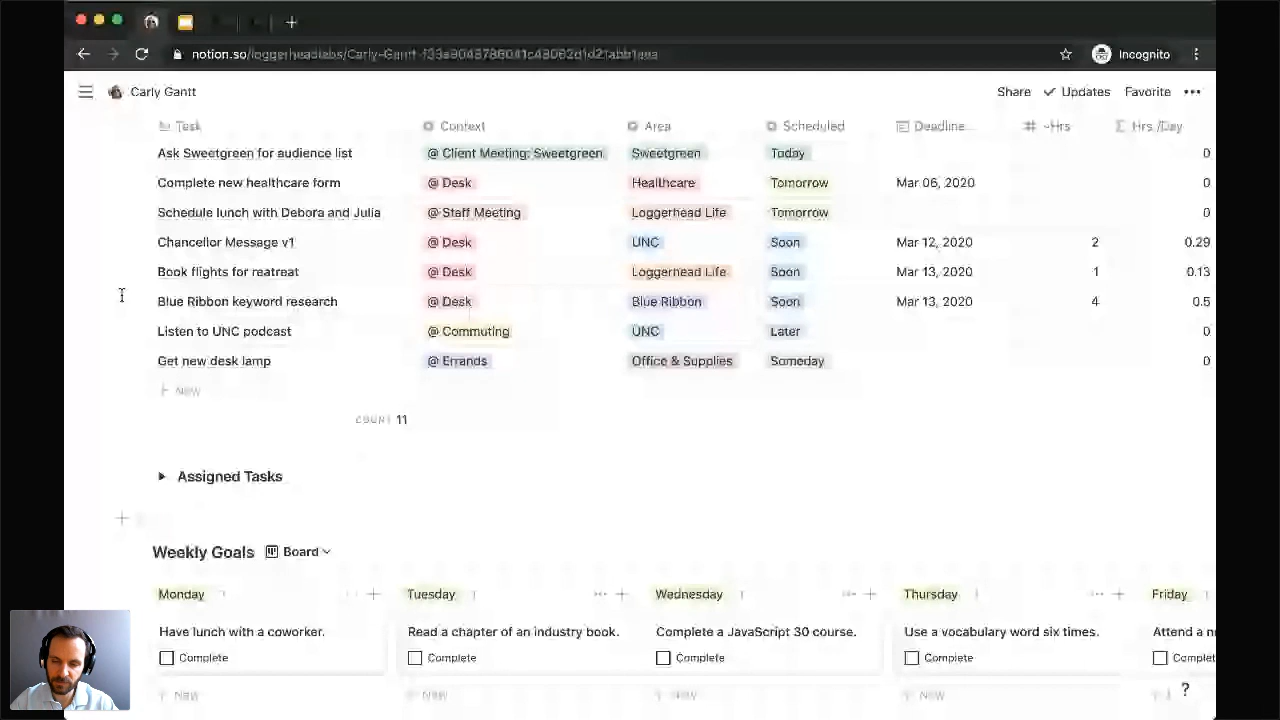 Incognito
Carly Gantt
Share Updates Favorite •••
Task Context Area Scheduled Deadline ~Hrs Hrs./Day
Ask Sweetgreen for audience list @ Client Meeting: Sweetgreen Sweetgreen Today 0
Complete new healthcare form @ Desk Healthcare Tomorrow Mar 06, 2020 0
Schedule lunch with Debora and Julia @ Staff Meeting Loggerhead Life Tomorrow 0
Chancellor Message v1 @ Desk UNC Soon Mar 12, 2020 2 0.29
Book flights for reatreat @ Desk Loggerhead Life Soon Mar 13, 2020 1 0.13
Blue Ribbon keyword research @ Desk Blue Ribbon Soon Mar 13, 2020 4 0.5
Listen to UNC podcast @ Commuting UNC Later 0
Get new desk lamp @ Errands Office & Supplies Someday 0
+ New
COUNT 11
Assigned Tasks
Weekly Goals Board
Monday Tuesday Wednesday Thursday Friday
Have lunch with a coworker. Read a chapter of an industry book. Complete a JavaScript 30 course. Use a vocabulary word six times. Attend a
Complete Complete Complete Complete Complet
+ New + New + New + New
?